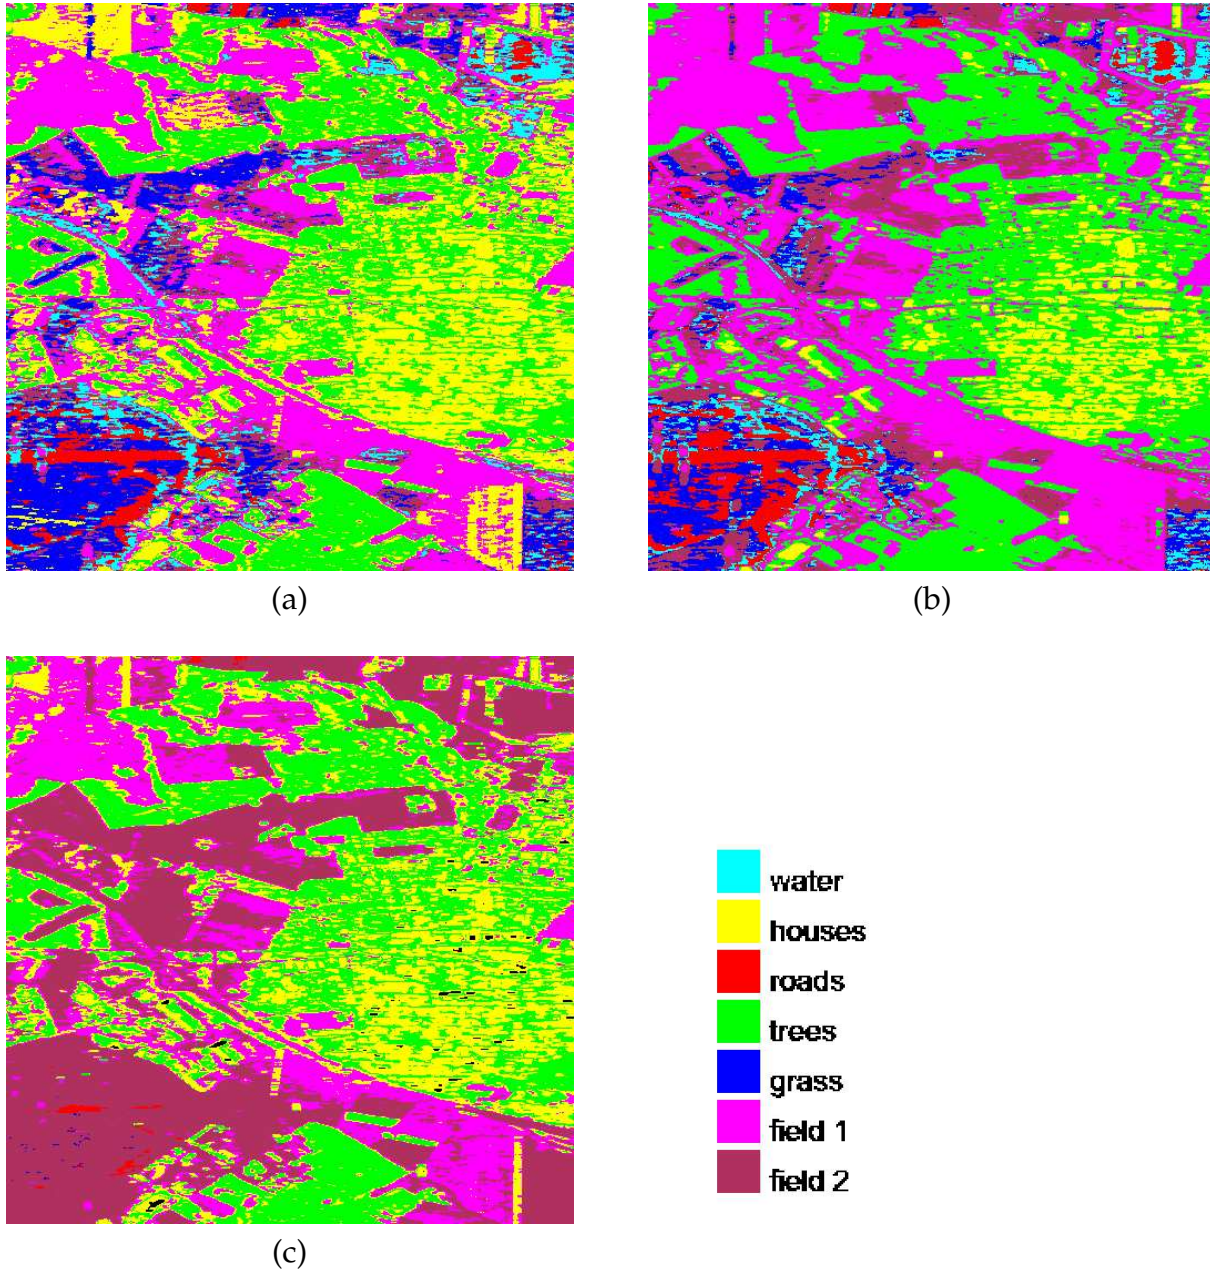 (a)
(b)
water
houses
roads
trees
grass
field 1
field 2
(c)